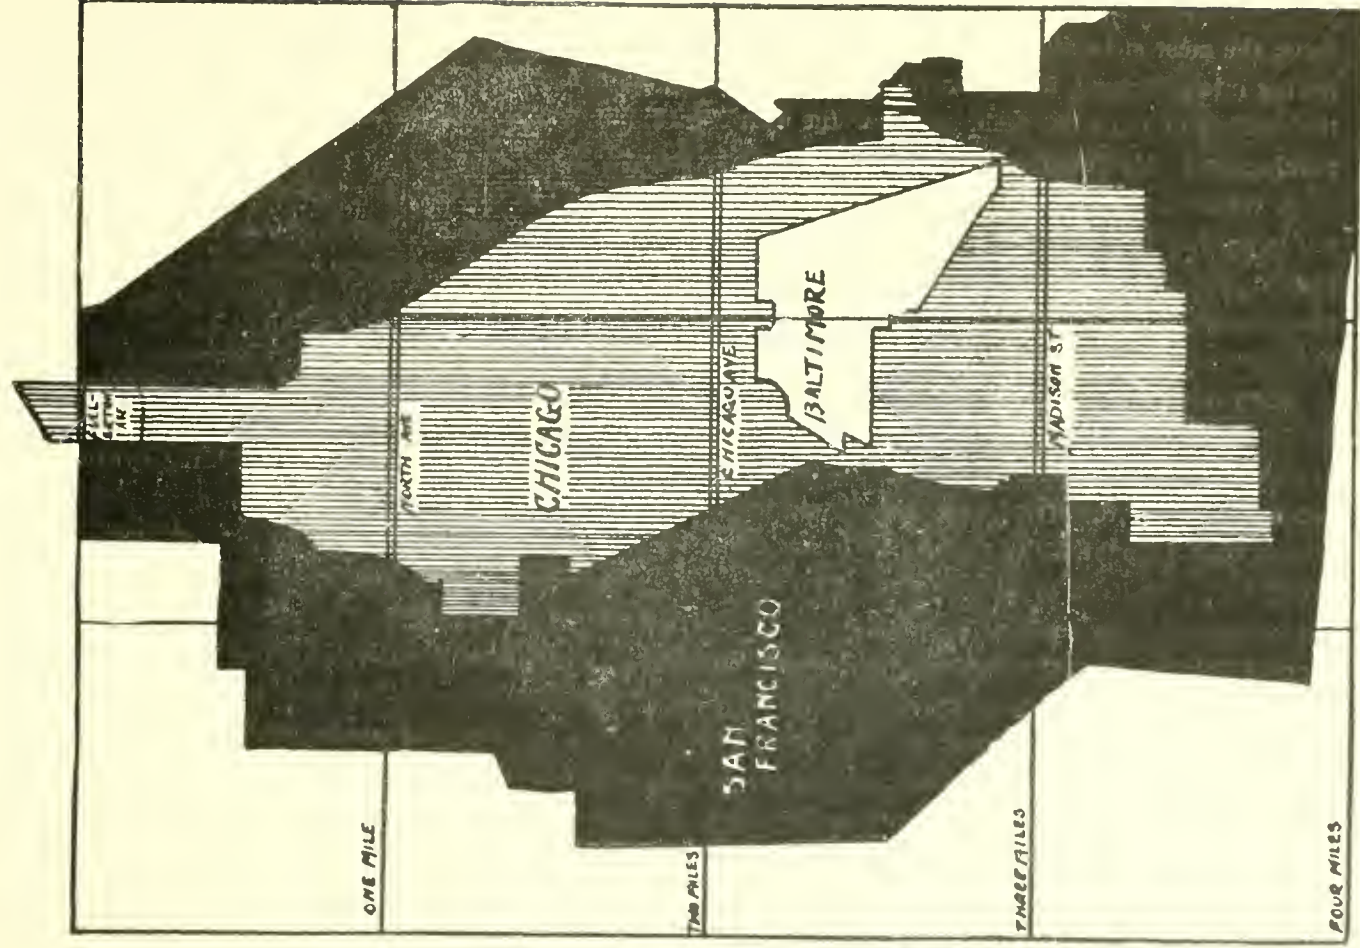 NORTH AVE
CHICAGO
CHICAGO AVE
BALTIMORE
MADISON ST
SAN
FRANCISCO
ONE MILE
TWO MILES
THREE MILES
FOUR MILES